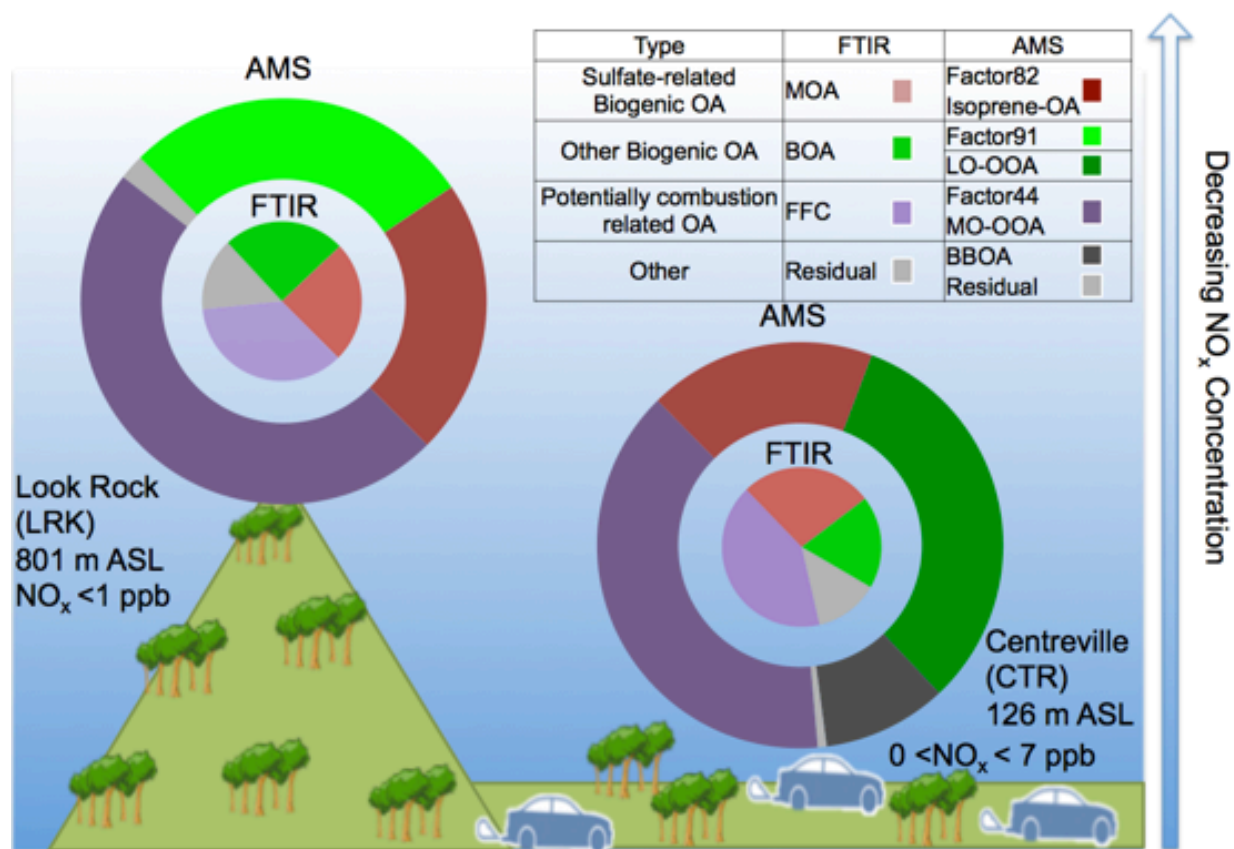 AMS
FTIR
Look Rock
(LRK)
801 m ASL
NOx <1 ppb
Type FTIR AMS
Sulfate-related
Biogenic OA
MOA
Factor82
Isoprene-OA
Other Biogenic OA
BOA
Factor91
LO-OOA
Potentially combustion
related OA
FFC
Factor44
MO-OOA
Other
Residual
BBOA
Residual
AMS
FTIR
Centreville
(CTR)
126 m ASL
0 <NOx < 7 ppb
Decreasing NOx Concentration